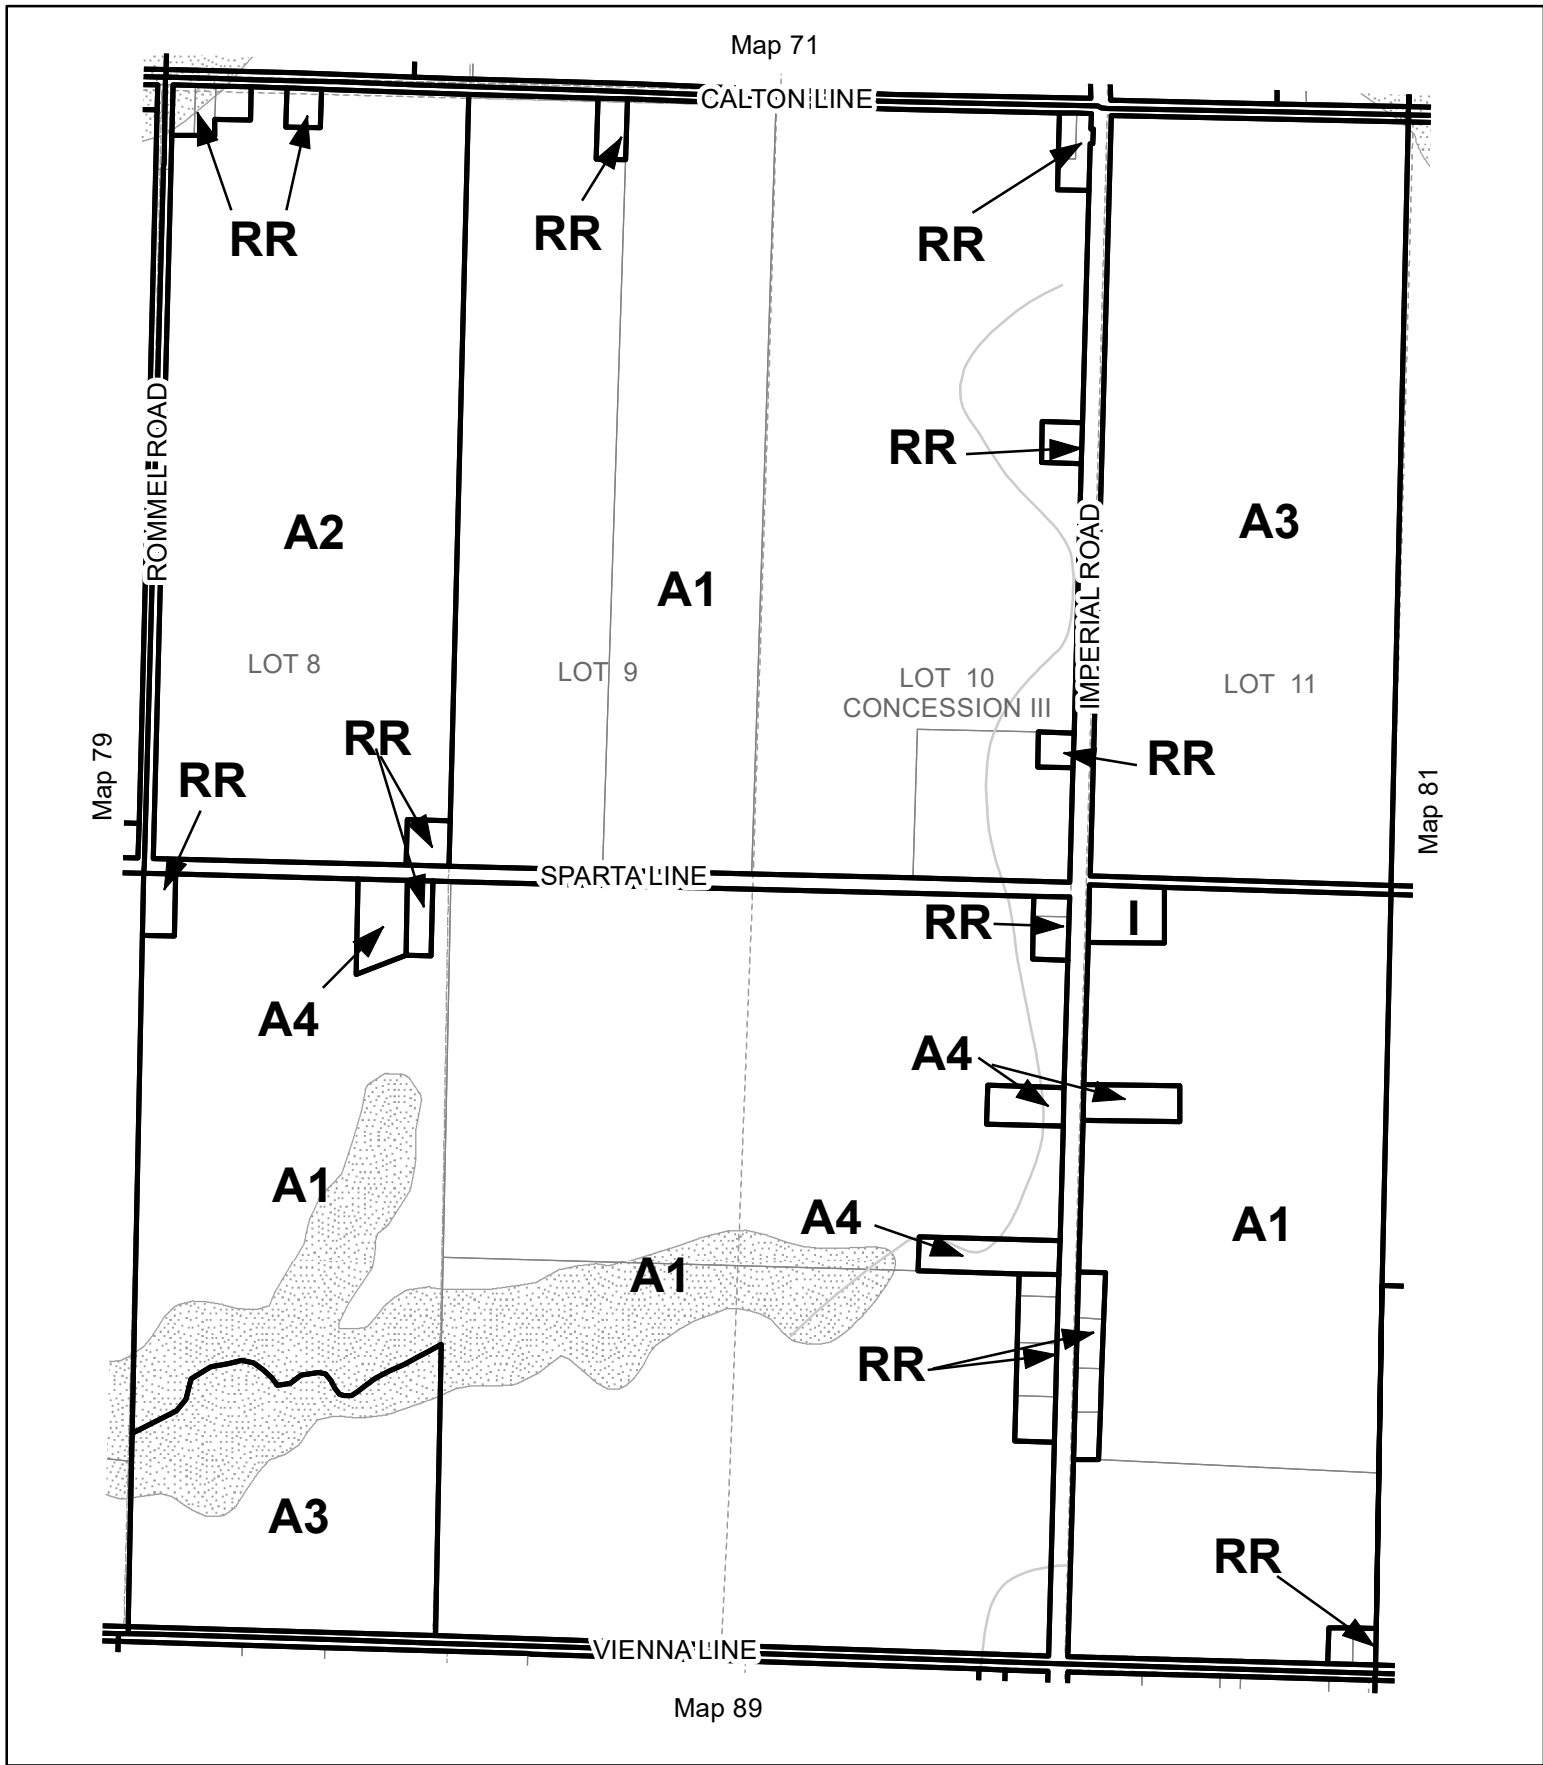 Map 71
CALTON LINE
RR
RR
RR
RR
ROMMEL ROAD
A2
A1
IMPERIAL ROAD
A3
LOT 8
LOT 9
LOT 10
CONCESSION III
LOT 11
Map 79
RR
RR
RR
Map 81
SPARTA LINE
RR
I
A4
A4
A1
A4
A1
A1
RR
A3
RR
VIENNA LINE
Map 89